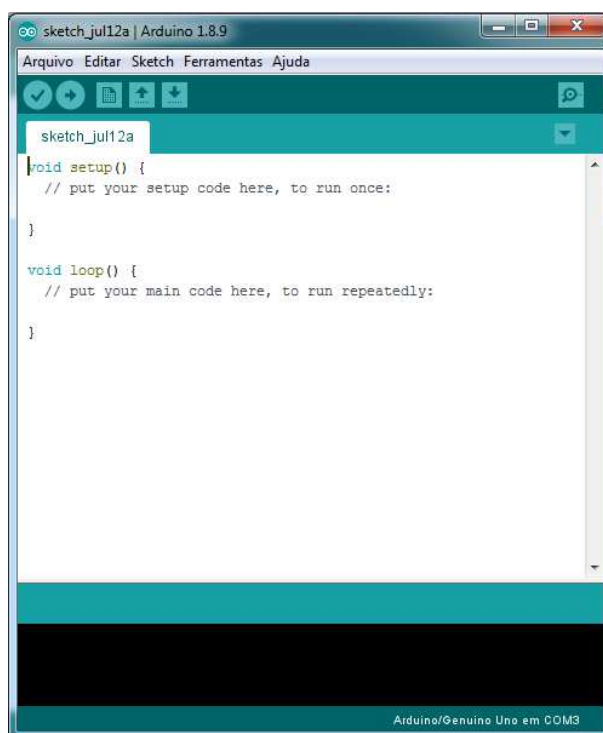 sketch_jul12a | Arduino 1.8.9
Arquivo Editar Sketch Ferramentas Ajuda
sketch_jul12a
void setup() {
  // put your setup code here, to run once:
}
void loop() {
  // put your main code here, to run repeatedly:
}
Arduino/Genuino Uno em COM3